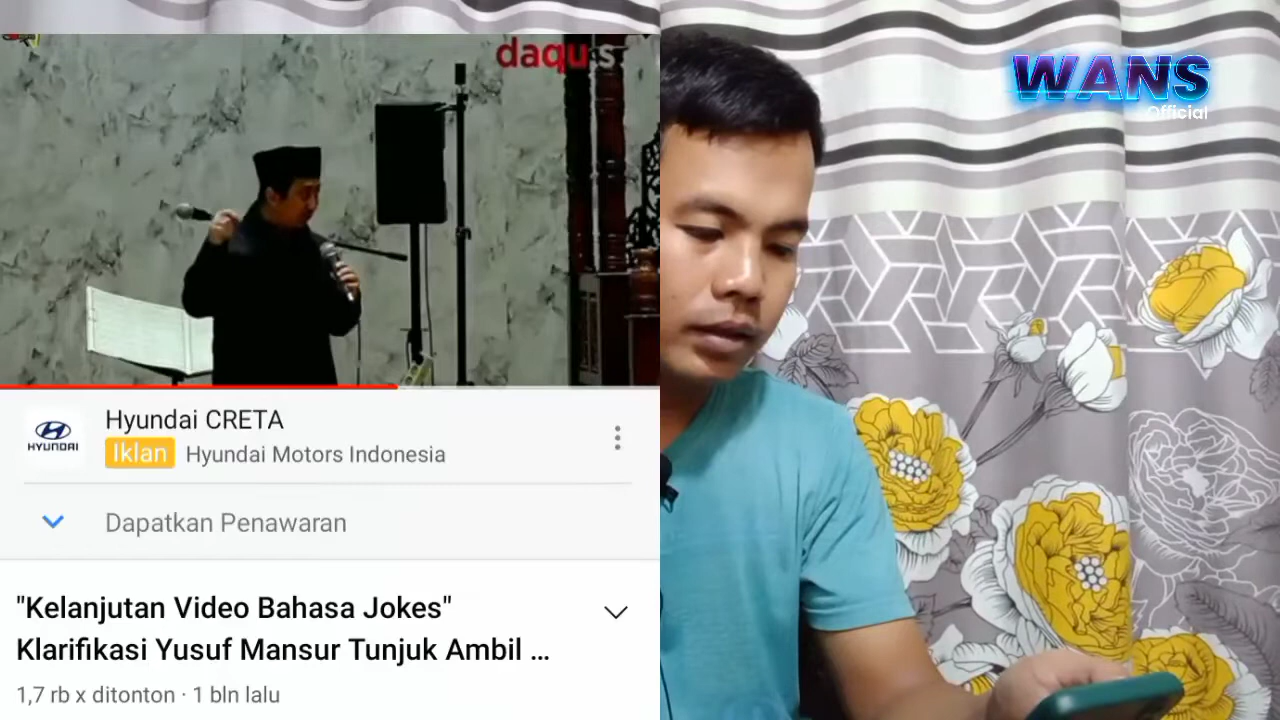 daqu.s
WANS
Official
Hyundai CRETA
HYUNDAI
Iklan Hyundai Motors Indonesia
Dapatkan Penawaran
"Kelanjutan Video Bahasa Jokes"
Klarifikasi Yusuf Mansur Tunjuk Ambil ...
1,7 rb x ditonton · 1 bln lalu